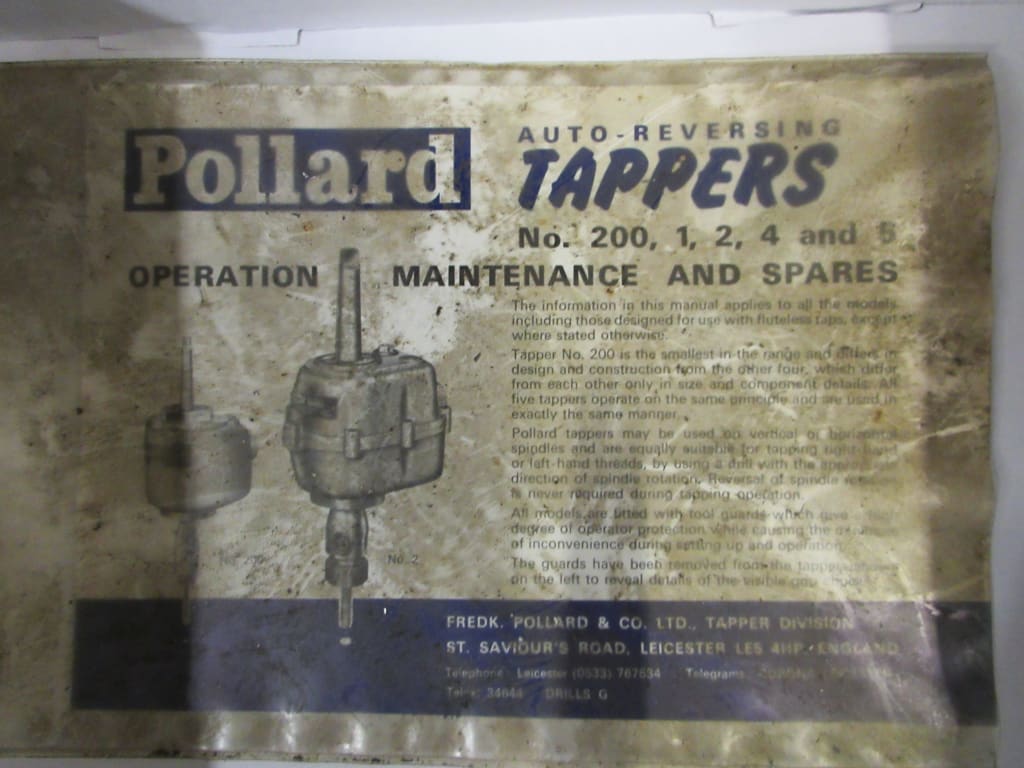 Pollard
AUTO-REVERSING
TAPPERS
No. 200, 1, 2, 4 and 5
OPERATION MAINTENANCE AND SPARES
The information in this manual applies to all the models,
including those designed for use with fluteless taps, except
where stated otherwise.
Tapper No. 200 is the smallest in the range and differs in
design and construction from the other four, which differ
from each other only in size and component details. All
five tappers operate on the same principle and are used in
exactly the same manner.
Pollard tappers may be used on vertical or horizontal
spindles and are equally suitable for tapping right-hand
or left-hand threads, by using a drill with the appropriate
direction of spindle rotation. Reversal of spindle rotation
is never required during tapping operation.
All models are fitted with tool guards which give a
degree of operator protection while causing the
of inconvenience during setting up and operation.
The guards have been removed from the tappers shown
on the left to reveal details of the visible
No. 2
FREDK. POLLARD & CO. LTD., TAPPER DIVISION
ST. SAVIOUR'S ROAD, LEICESTER LE5 4HP. ENGLAND
Telephone Leicester (0533) 767534 Telegrams
Telex: 34644 DRILLS G